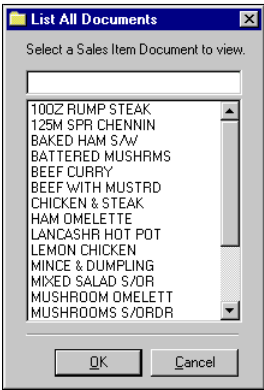 List All Documents
Select a Sales Item Document to view.
10OZ RUMP STEAK
125M SPR CHENNIN
BAKED HAM S/W
BATTERED MUSHRMS
BEEF CURRY
BEEF WITH MUSTRD
CHICKEN & STEAK
HAM OMELETTE
LANCASHR HOT POT
LEMON CHICKEN
MINCE & DUMPLING
MIXED SALAD S/OR
MUSHROOM OMELETT
MUSHROOMS S/ORDR
OK
Cancel